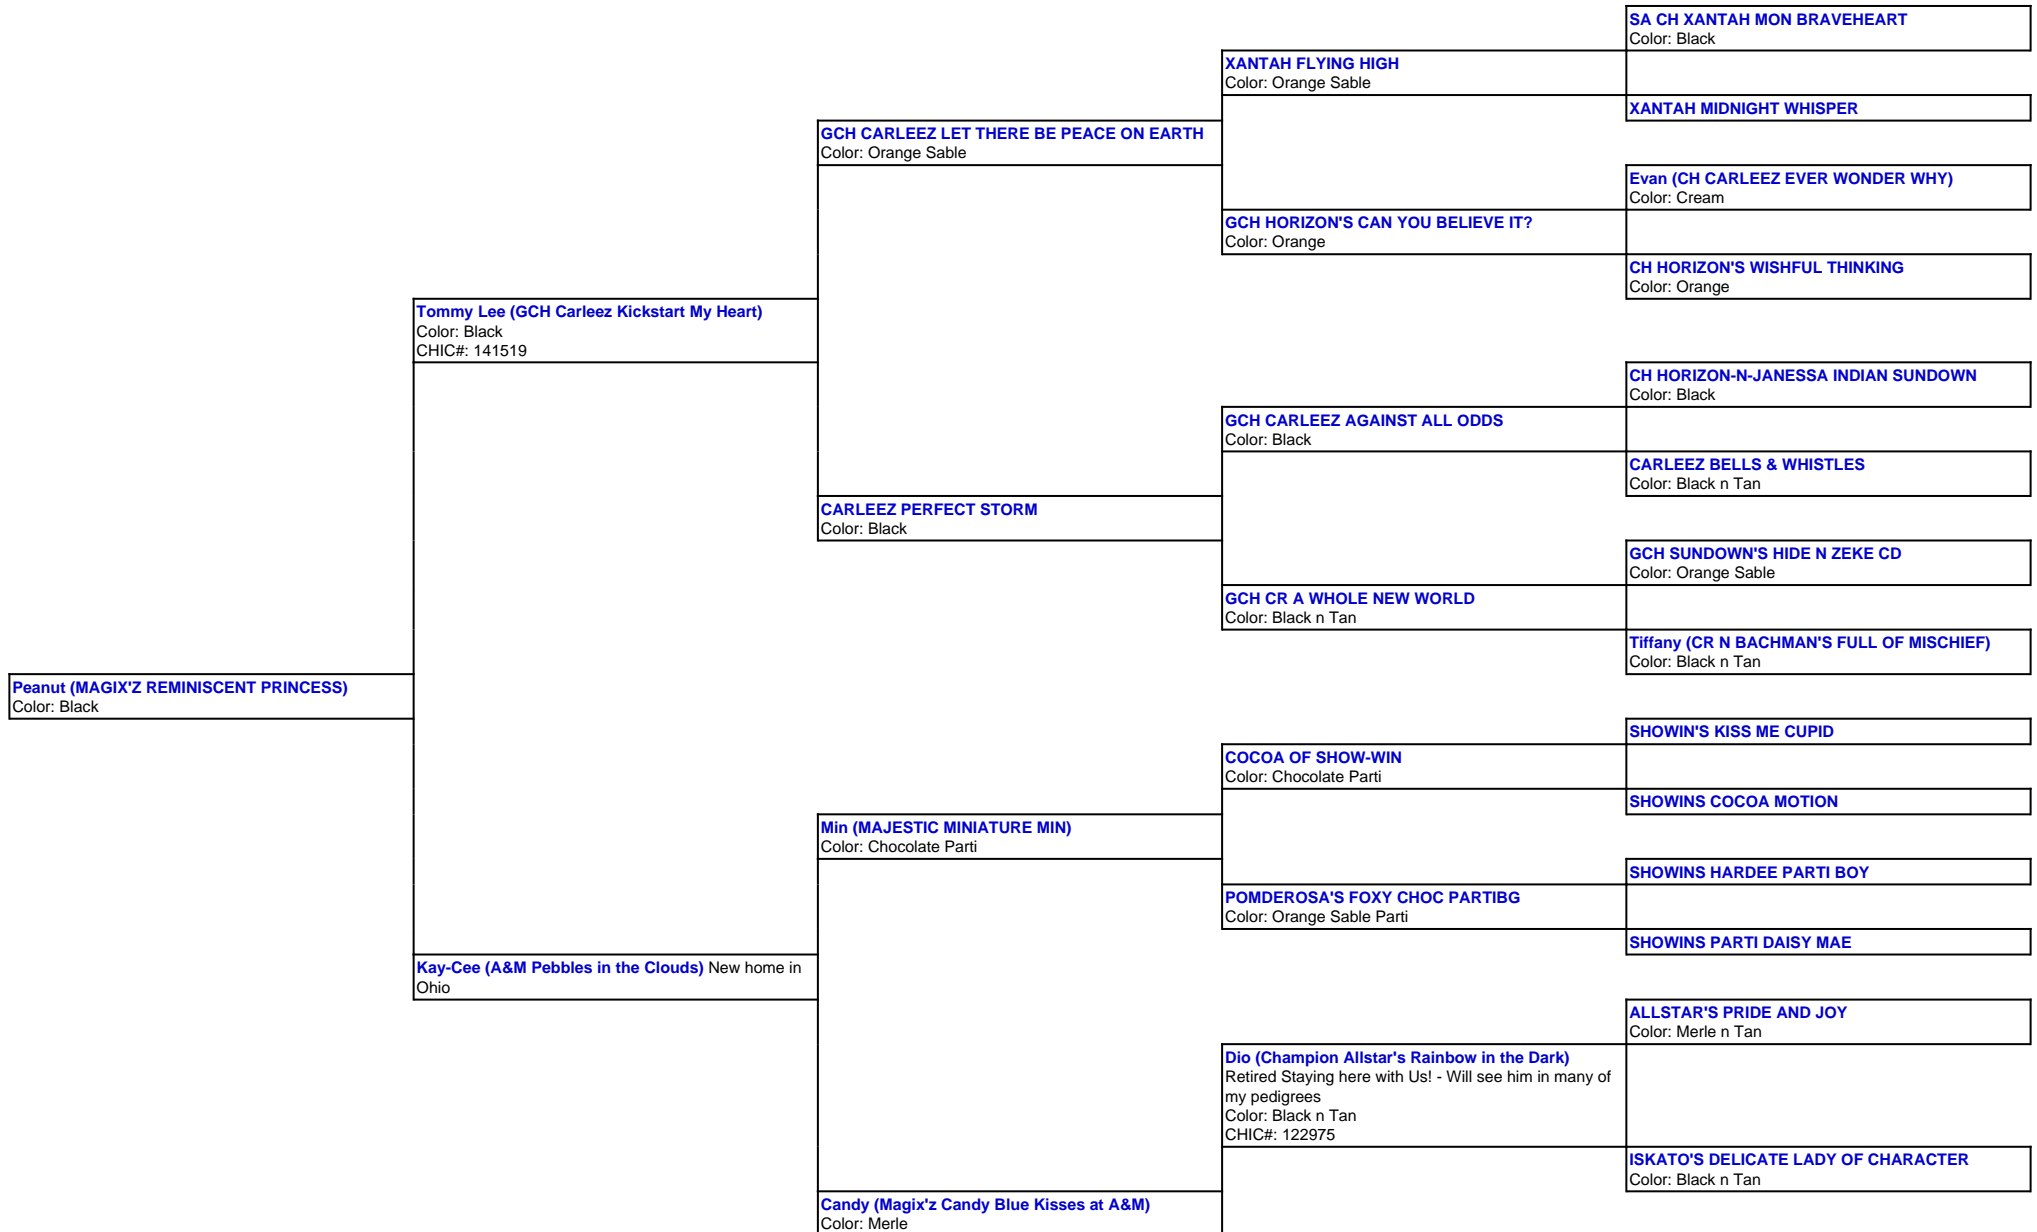 SA CH XANTAH MON BRAVEHEART
Color: Black
XANTAH FLYING HIGH
Color: Orange Sable
XANTAH MIDNIGHT WHISPER
GCH CARLEEZ LET THERE BE PEACE ON EARTH
Color: Orange Sable
Evan (CH CARLEEZ EVER WONDER WHY)
Color: Cream
GCH HORIZON'S CAN YOU BELIEVE IT?
Color: Orange
CH HORIZON'S WISHFUL THINKING
Color: Orange
Tommy Lee (GCH Carleez Kickstart My Heart)
Color: Black
CHIC#: 141519
CH HORIZON-N-JANESSA INDIAN SUNDOWN
Color: Black
GCH CARLEEZ AGAINST ALL ODDS
Color: Black
CARLEEZ BELLS & WHISTLES
Color: Black n Tan
CARLEEZ PERFECT STORM
Color: Black
GCH SUNDOWN'S HIDE N ZEKE CD
Color: Orange Sable
GCH CR A WHOLE NEW WORLD
Color: Black n Tan
Tiffany (CR N BACHMAN'S FULL OF MISCHIEF)
Color: Black n Tan
Peanut (MAGIX'Z REMINISCENT PRINCESS)
Color: Black
SHOWIN'S KISS ME CUPID
COCOA OF SHOW-WIN
Color: Chocolate Parti
SHOWINS COCOA MOTION
Min (MAJESTIC MINIATURE MIN)
Color: Chocolate Parti
SHOWINS HARDEE PARTI BOY
POMDEROSA'S FOXY CHOC PARTIBG
Color: Orange Sable Parti
SHOWINS PARTI DAISY MAE
Kay-Cee (A&M Pebbles in the Clouds) New home in
Ohio
ALLSTAR'S PRIDE AND JOY
Color: Merle n Tan
Dio (Champion Allstar's Rainbow in the Dark)
Retired Staying here with Us! - Will see him in many of
my pedigrees
Color: Black n Tan
CHIC#: 122975
ISKATO'S DELICATE LADY OF CHARACTER
Color: Black n Tan
Candy (Magix'z Candy Blue Kisses at A&M)
Color: Merle